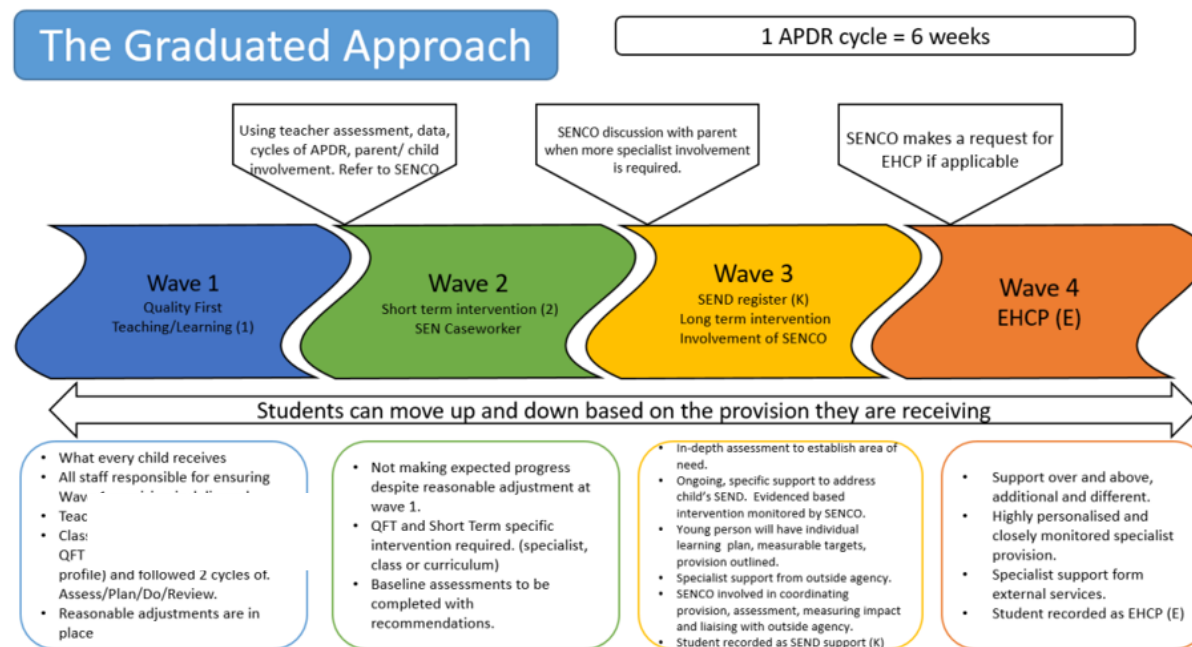 The Graduated Approach
1 APDR cycle = 6 weeks
Using teacher assessment, data,
cycles of APDR, parent/ child
involvement. Refer to SENCO
SENCO discussion with parent
when more specialist involvement
is required.
SENCO makes a request for
EHCP if applicable
Wave 1
Quality First
Teaching/Learning (1)
Wave 2
Short term intervention (2)
SEN Caseworker
Wave 3
SEND register (K)
Long term intervention
Involvement of SENCO
Wave 4
EHCP (E)
Students can move up and down based on the provision they are receiving
• What every child receives
• All staff responsible for ensuring
•
•
QFT
profile) and followed 2 cycles of.
Assess/Plan/Do/Review.
• Reasonable adjustments are in
place
• Not making expected progress
despite reasonable adjustment at
wave 1.
• QFT and Short Term specific
intervention required. (specialist,
class or curriculum)
• Baseline assessments to be
completed with
recommendations.
• In-depth assessment to establish area of
need.
• Ongoing, specific support to address
child's SEND. Evidenced based
intervention monitored by SENCO.
• Young person will have individual
learning plan, measurable targets,
provision outlined.
• Specialist support from outside agency.
• SENCO involved in coordinating
provision, assessment, measuring impact
and liaising with outside agency.
• Student recorded as SEND support (K)
• Support over and above,
additional and different.
• Highly personalised and
closely monitored specialist
provision.
• Specialist support form
external services.
• Student recorded as EHCP (E)